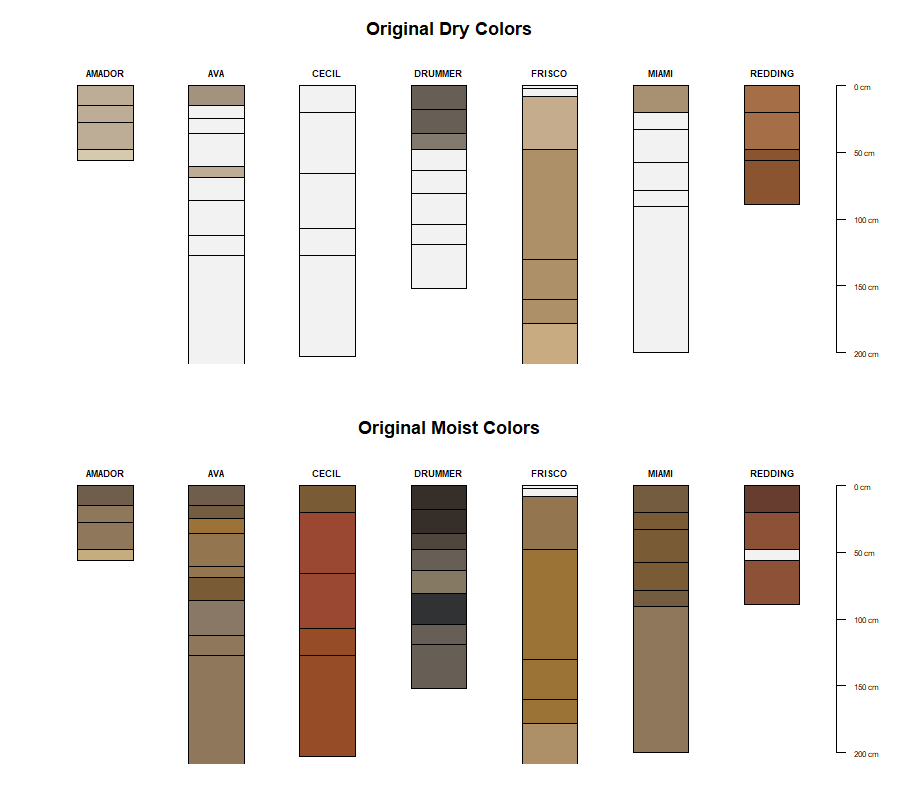 Original Dry Colors
AMADOR AVA CECIL DRUMMER FRISCO MIAMI REDDING
0 cm
50 cm
100 cm
150 cm
200 cm
Original Moist Colors
AMADOR AVA CECIL DRUMMER FRISCO MIAMI REDDING
0 cm
50 cm
100 cm
150 cm
200 cm